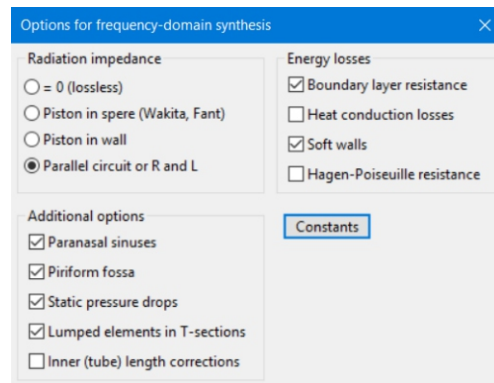 Options for frequency-domain synthesis
Radiation impedance
= 0 (lossless)
Piston in spere (Wakita, Fant)
Piston in wall
Parallel circuit or R and L
Energy losses
Boundary layer resistance
Heat conduction losses
Soft walls
Hagen-Poiseuille resistance
Additional options
Paranasal sinuses
Piriform fossa
Static pressure drops
Lumped elements in T-sections
Inner (tube) length corrections
Constants